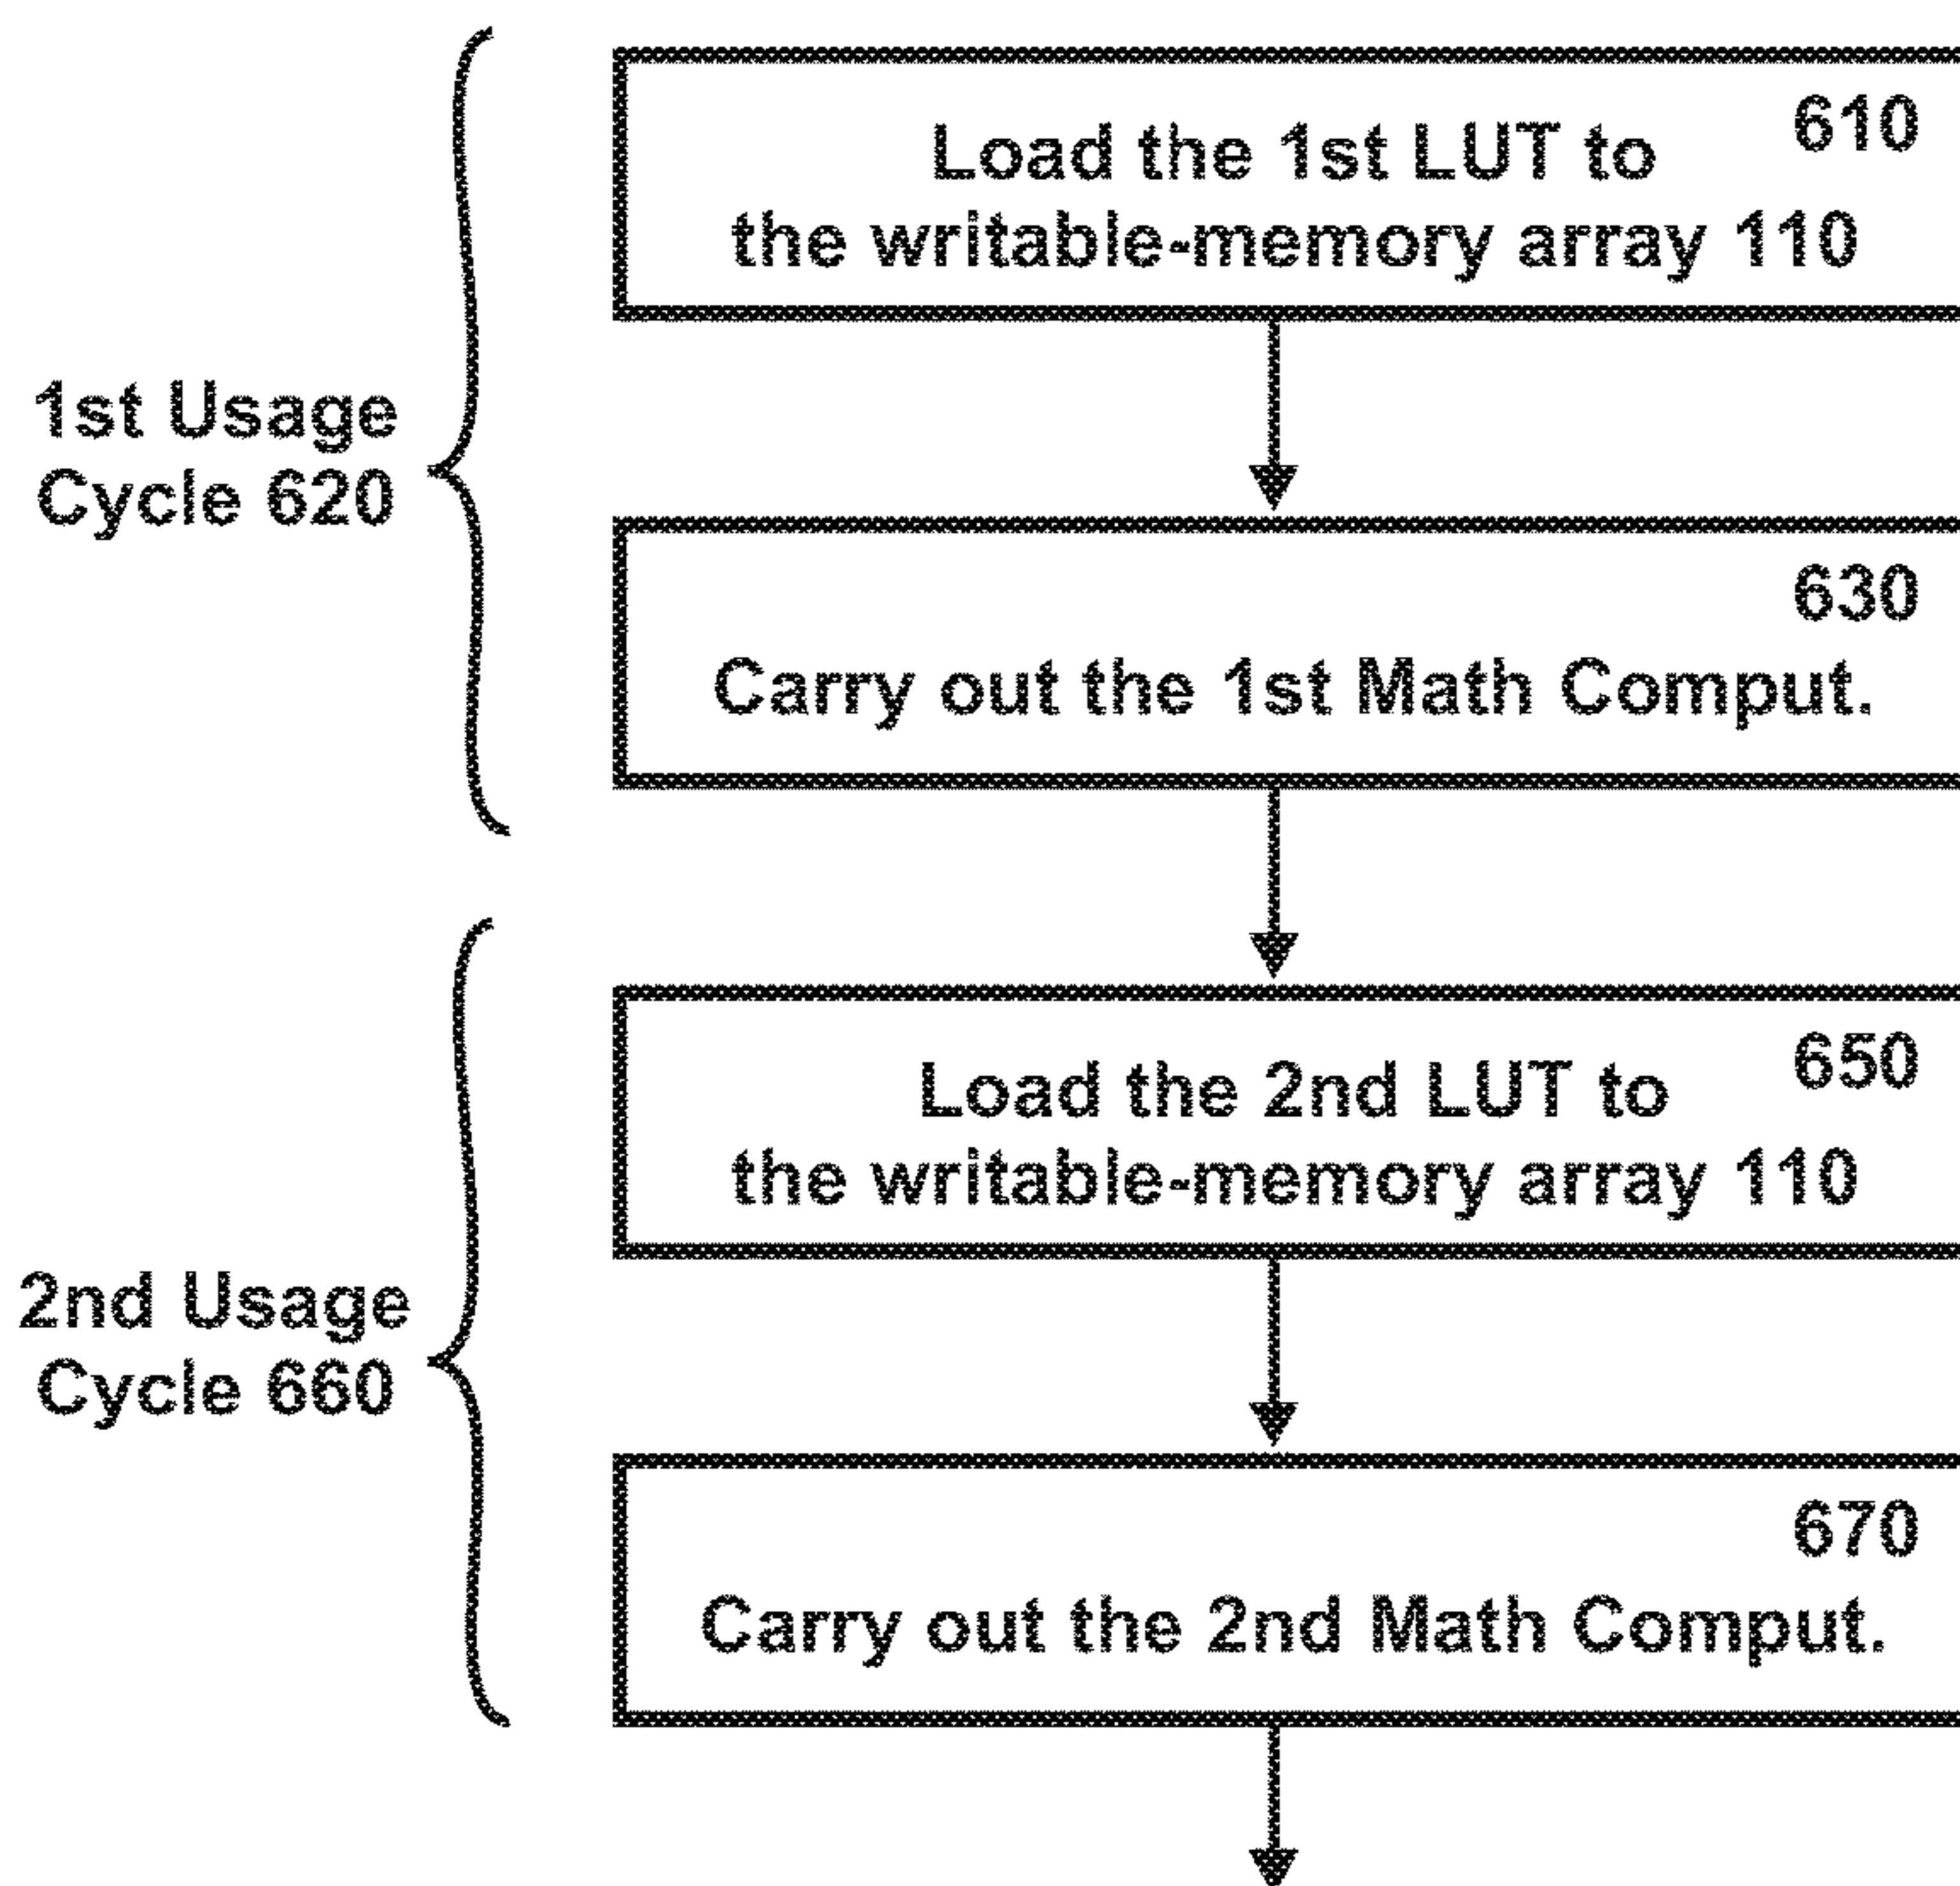 610
Load the 1st LUT to
the writable-memory array 110
1st Usage
Cycle 620
630
Carry out the 1st Math Comput.
650
Load the 2nd LUT to
the writable-memory array 110
2nd Usage
Cycle 660
670
Carry out the 2nd Math Comput.